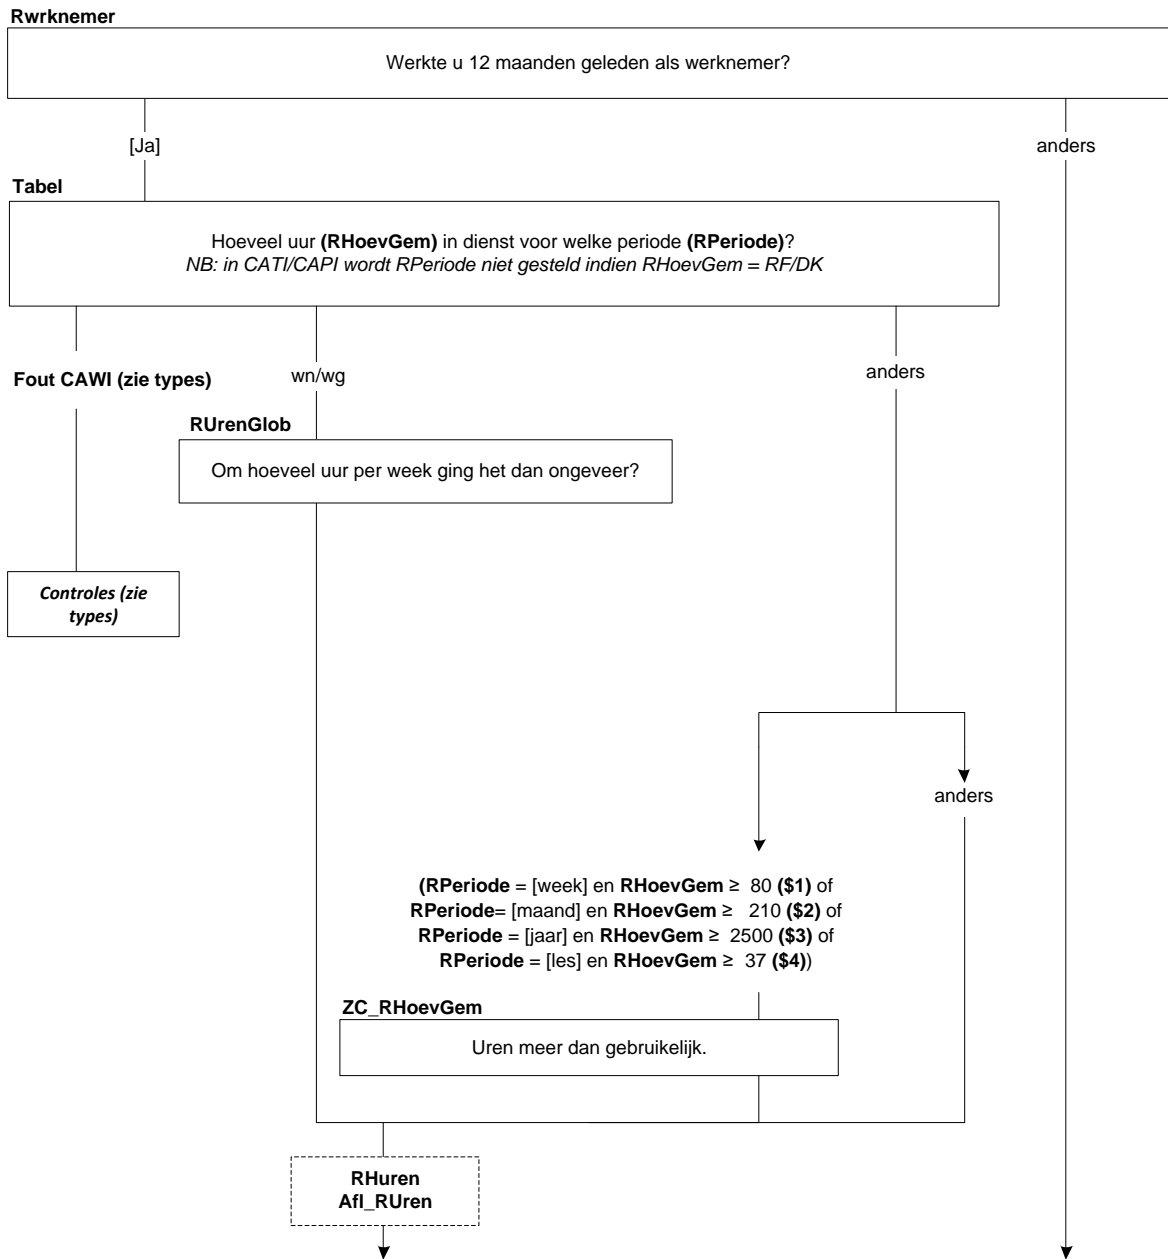 Rwrknemer
Werkte u 12 maanden geleden als werknemer?
[Ja]
anders
Tabel
Hoeveel uur (RHoevGem) in dienst voor welke periode (RPeriode)?
NB: in CATI/CAPI wordt RPeriode niet gesteld indien RHoevGem = RF/DK
Fout CAWI (zie types)
wn/wg
anders
RUrenGlob
Om hoeveel uur per week ging het dan ongeveer?
Controles (zie
types)
anders
(RPeriode = [week] en RHoevGem ≥ 80 ($1) of
RPeriode= [maand] en RHoevGem ≥ 210 ($2) of
RPeriode = [jaar] en RHoevGem ≥ 2500 ($3) of
RPeriode = [les] en RHoevGem ≥ 37 ($4))
ZC_RHoevGem
Uren meer dan gebruikelijk.
RHuren
Afl_RUren